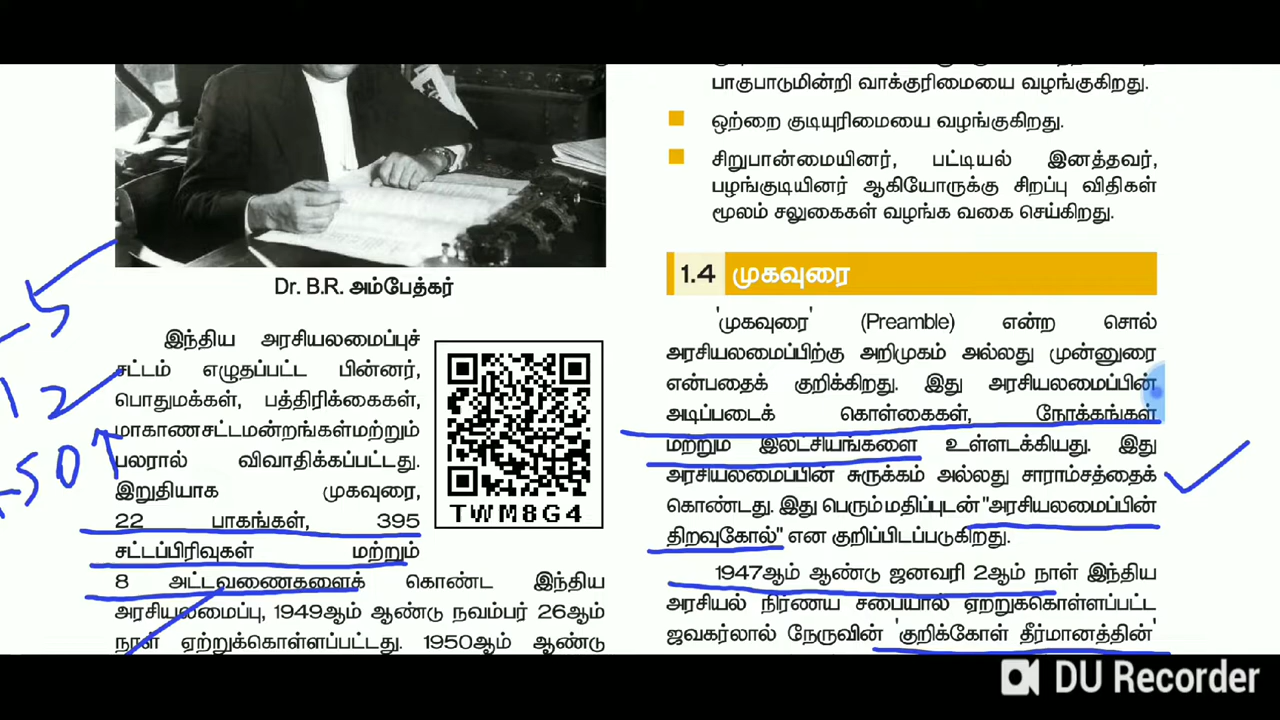 Dr. B.R. அம்பேத்கர்
இந்திய அரசியலமைப்புச்
சட்டம் எழுதப்பட்ட பின்னர்,
பொதுமக்கள், பத்திரிக்கைகள்,
மாகாணசட்டமன்றங்கள்மற்றும்
பலரால் விவாதிக்கப்பட்டது.
இறுதியாக முகவுரை,
22 பாகங்கள், 395
சட்டப்பிரிவுகள் மற்றும்
8 அட்டவணைகளைக் கொண்ட இந்திய
அரசியலமைப்பு, 1949ஆம் ஆண்டு நவம்பர் 26ஆம்
நாள் ஏற்றுக்கொள்ளப்பட்டது. 1950ஆம் ஆண்டு
TWM8G4
5
12
50
பாகுபாடுமின்றி வாக்குரிமையை வழங்குகிறது.
ஒற்றை குடியுரிமையை வழங்குகிறது.
சிறுபான்மையினர், பட்டியல் இனத்தவர்,
பழங்குடியினர் ஆகியோருக்கு சிறப்பு விதிகள்
மூலம் சலுகைகள் வழங்க வகை செய்கிறது.
1.4 முகவுரை
'முகவுரை' (Preamble) என்ற சொல்
அரசியலமைப்பிற்கு அறிமுகம் அல்லது முன்னுரை
என்பதைக் குறிக்கிறது. இது அரசியலமைப்பின்
அடிப்படைக் கொள்கைகள், நோக்கங்கள்
மற்றும் இலட்சியங்களை உள்ளடக்கியது. இது
அரசியலமைப்பின் சுருக்கம் அல்லது சாராம்சத்தைக்
கொண்டது. இது பெரும்மதிப்புடன் "அரசியலமைப்பின்
திறவுகோல்" என குறிப்பிடப்படுகிறது.
1947ஆம் ஆண்டு ஜனவரி 2ஆம் நாள் இந்திய
அரசியல் நிர்ணய சபையால் ஏற்றுக்கொள்ளப்பட்ட
ஜவகர்லால் நேருவின் 'குறிக்கோள் தீர்மானத்தின்'
DU Recorder